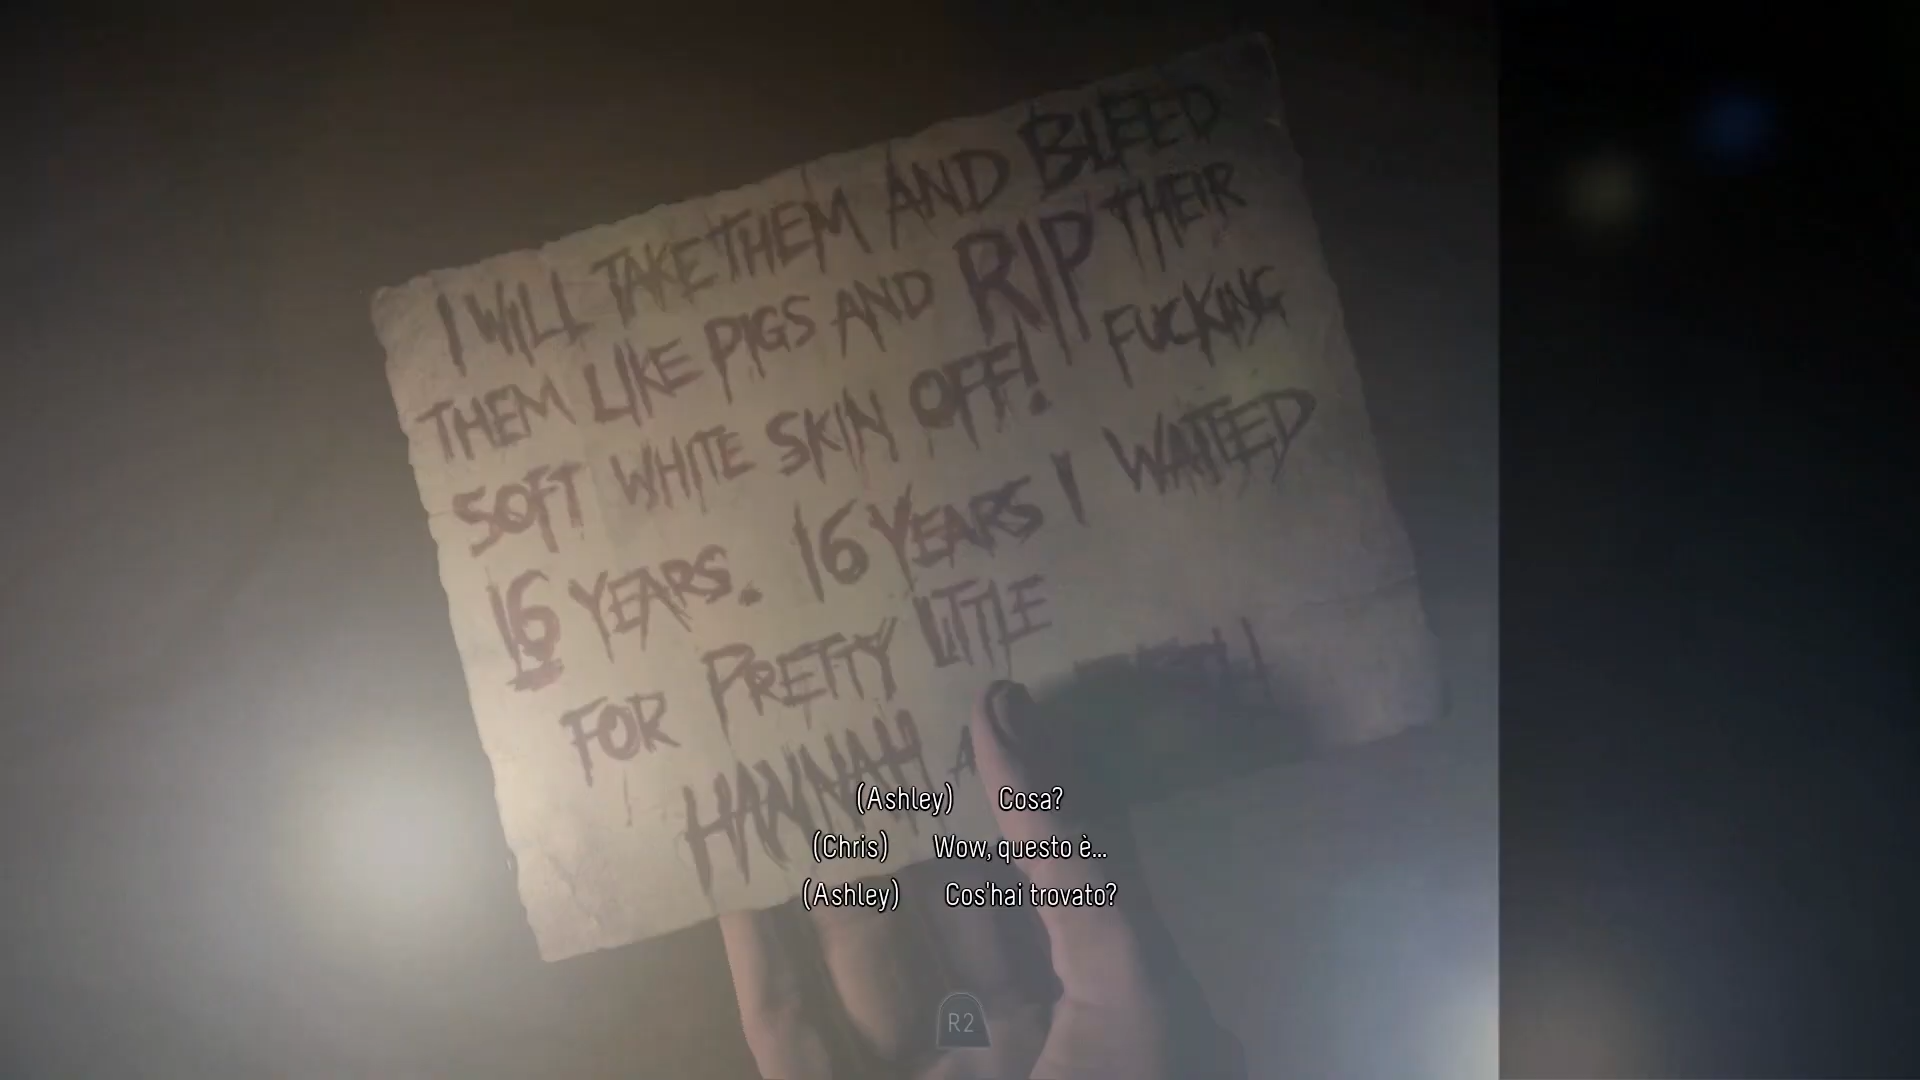 I WILL TAKE THEM AND BLEED
THEM LIKE PIGS AND RIP THEIR
SOFT WHITE SKIN OFF! FUCKING
16 YEARS. 16 YEARS I WAITED
FOR PRETTY LITTLE
HANNAH
(Ashley) Cosa?
(Chris) Wow, questo è...
(Ashley) Cos'hai trovato?
R2